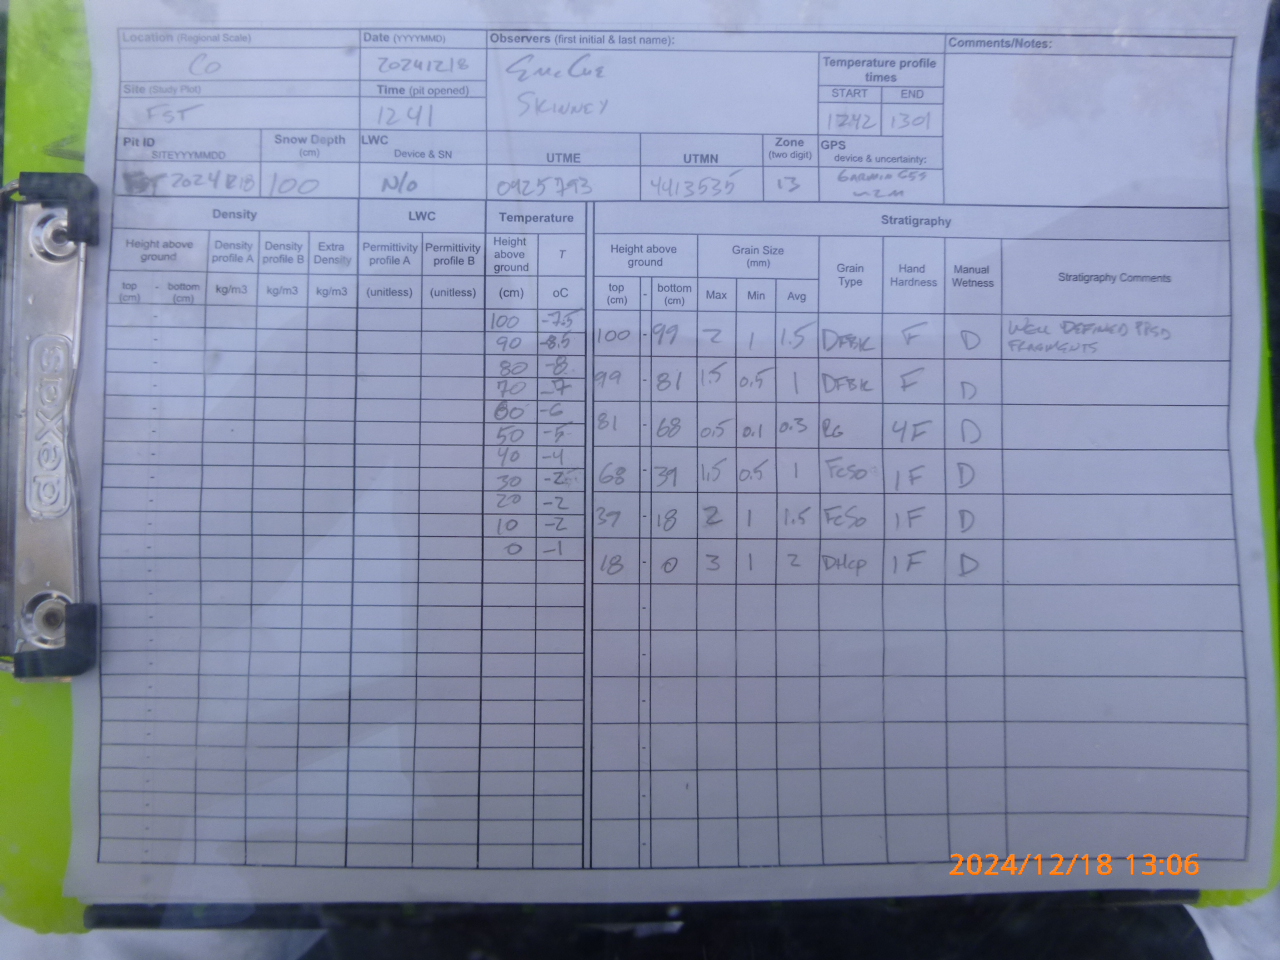 Location (Regional Scale) Date (YYYYMMDD) Observers (first initial & last name): Comments/Notes:
CO 20241218
Site (Study Plot) Time (pit opened) SKINNEY Temperature profile times
FST 1241 START END
1242 1301
Pit ID SITEYYYYMMDD Snow Depth (cm) LWC Device & SN UTME UTMN Zone (two digit) GPS device & uncertainty:
20241218 100 N/o 0925793 4413535 13 GARMIN
Density LWC Temperature Stratigraphy
Height above ground Density profile A Density profile B Extra Density Permittivity profile A Permittivity profile B Height above ground T Height above ground Grain Size (mm) Grain Type Hand Hardness Manual Wetness Stratigraphy Comments
top (cm) - bottom (cm) kg/m3 kg/m3 kg/m3 (unitless) (unitless) (cm) oC top (cm) - bottom (cm) Max Min Avg
100 -7.5
90 -8.5
80 -8
70 -7
60 -6
50 -5
40 -4
30 -2.5
20 -2
10 -2
0 -1
100 - 99 2 1 1.5 DFBK F D WELL DEFINED PPSD FRAGMENTS
99 - 81 1.5 0.5 1 DFBK F D
81 - 68 0.5 0.1 0.3 RG 4F D
68 - 39 1.5 0.5 1 FCSO 1F D
39 - 18 2 1 1.5 FCSO 1F D
18 - 0 3 1 2 DHCP 1F D
SIXƎld
2024/12/18 13:06